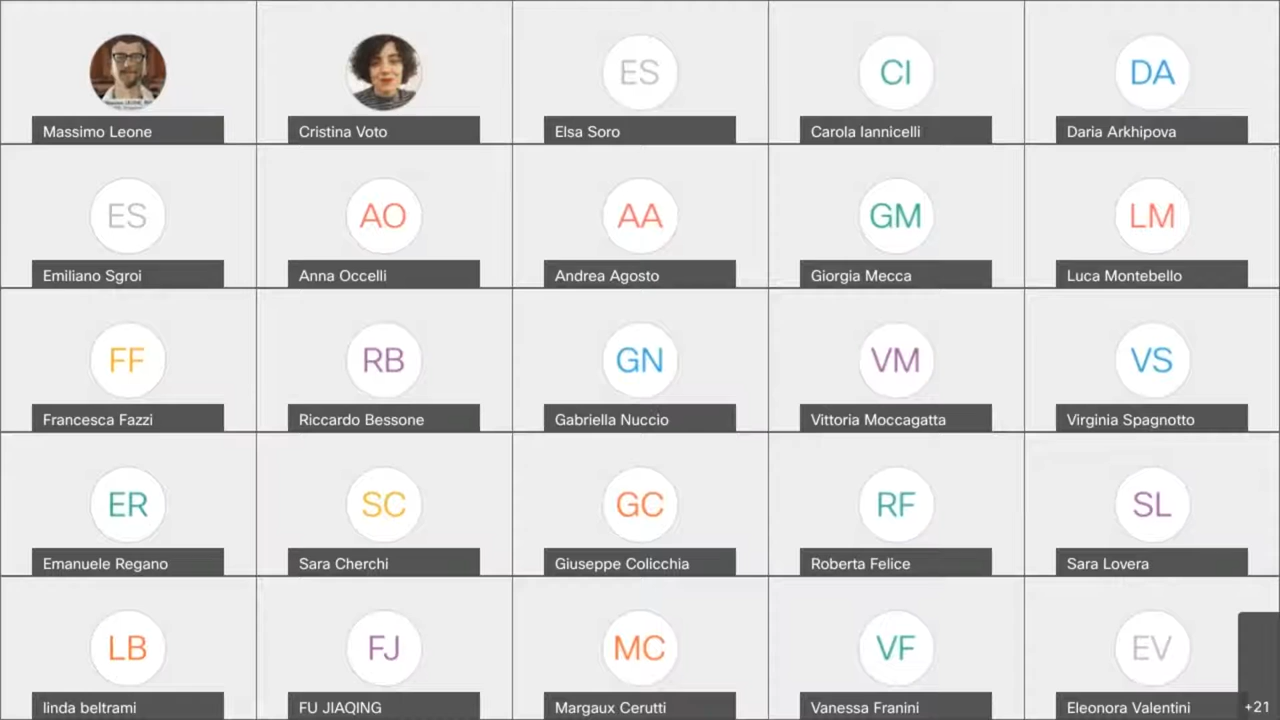 Massimo Leone
Cristina Voto
ES
Elsa Soro
CI
Carola Iannicelli
DA
Daria Arkhipova
ES
Emiliano Sgroi
AO
Anna Occelli
AA
Andrea Agosto
GM
Giorgia Mecca
LM
Luca Montebello
FF
Francesca Fazzi
RB
Riccardo Bessone
GN
Gabriella Nuccio
VM
Vittoria Moccagatta
VS
Virginia Spagnotto
ER
Emanuele Regano
SC
Sara Cherchi
GC
Giuseppe Colicchia
RF
Roberta Felice
SL
Sara Lovera
LB
linda beltrami
FJ
FU JIAQING
MC
Margaux Cerutti
VF
Vanessa Franini
EV
Eleonora Valentini
+21